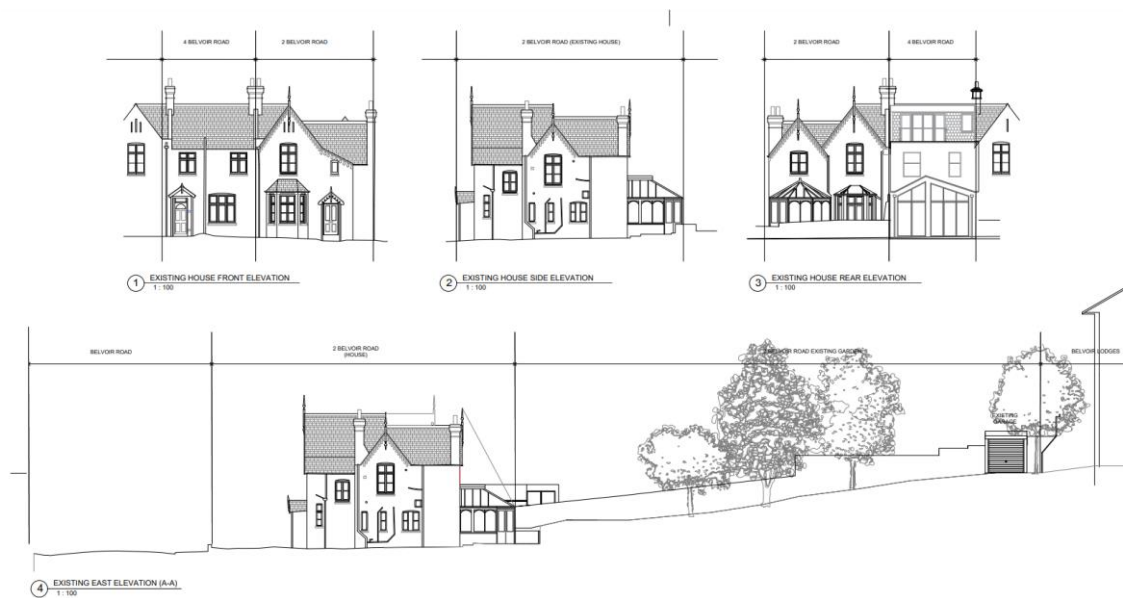 4 BELVOIR ROAD
2 BELVOIR ROAD
2 BELVOIR ROAD (EXISTING HOUSE)
2 BELVOIR ROAD
4 BELVOIR ROAD
1
EXISTING HOUSE FRONT ELEVATION
1 : 100
2
EXISTING HOUSE SIDE ELEVATION
1 : 100
3
EXISTING HOUSE REAR ELEVATION
1 : 100
BELVOIR ROAD
2 BELVOIR ROAD
(HOUSE)
BELVOIR ROAD EXISTING GARDEN
BELVOIR LODGES
EXISTING
GARAGE
4
EXISTING EAST ELEVATION (A-A)
1 : 100